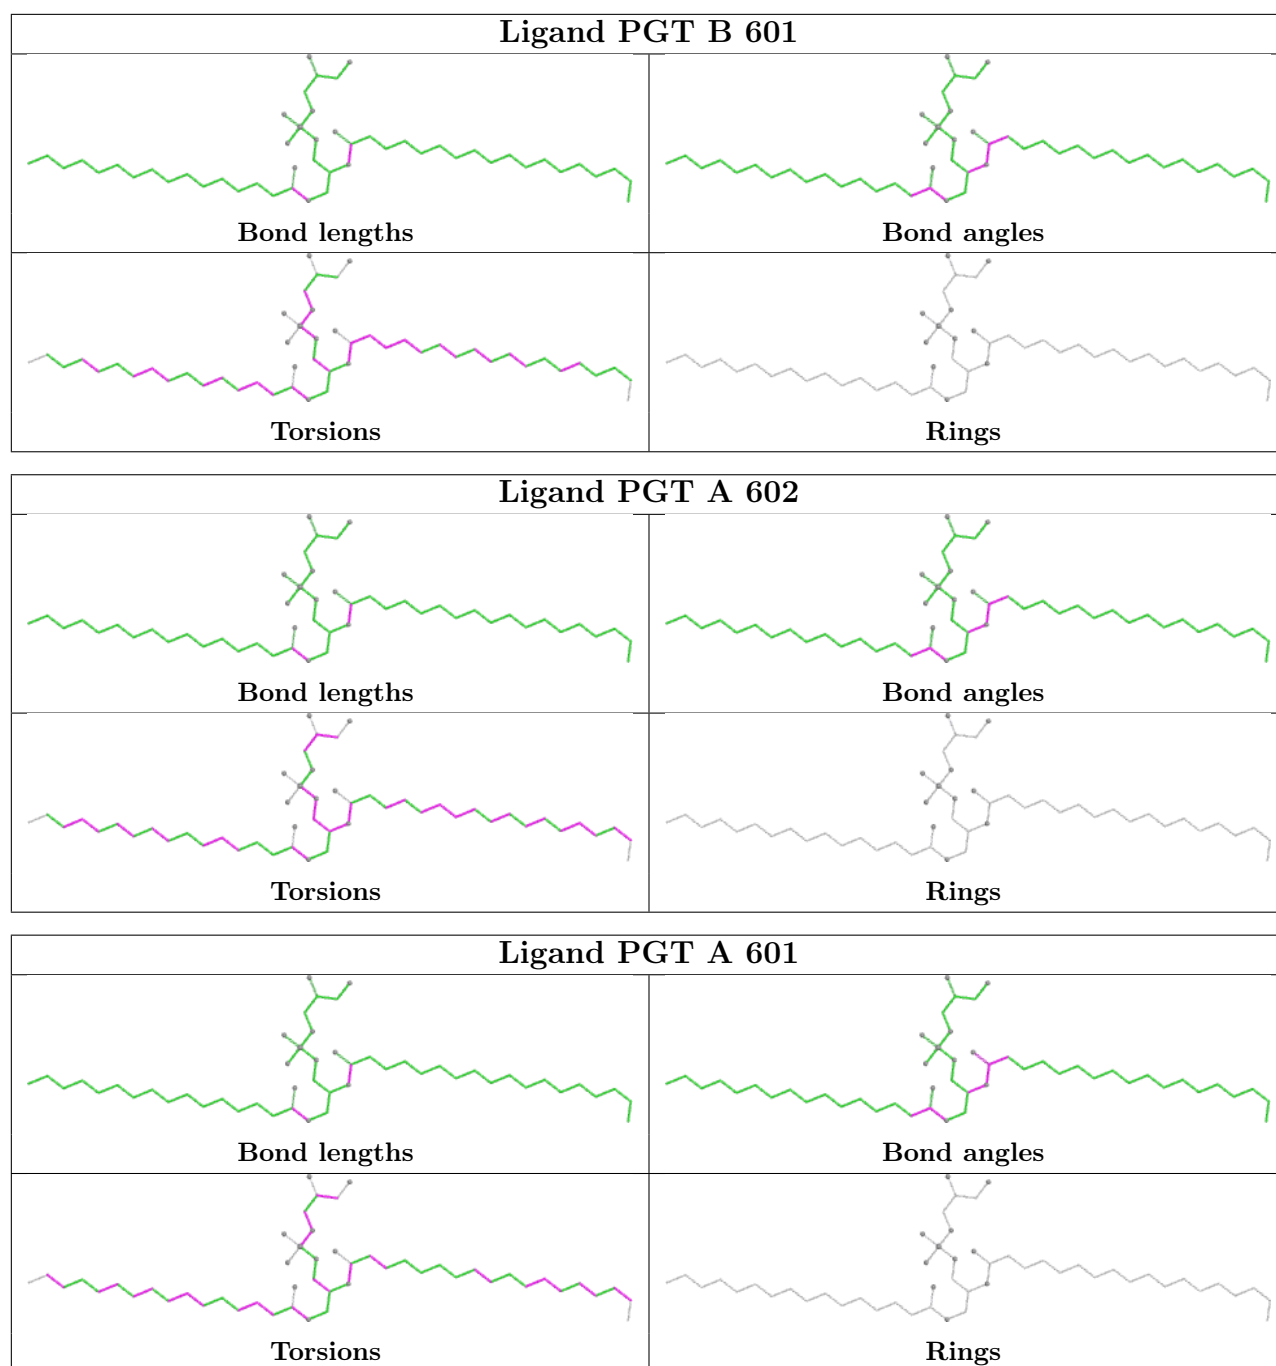 Ligand PGT B 601
Bond lengths
Bond angles
Torsions
Rings
Ligand PGT A 602
Bond lengths
Bond angles
Torsions
Rings
Ligand PGT A 601
Bond lengths
Bond angles
Torsions
Rings